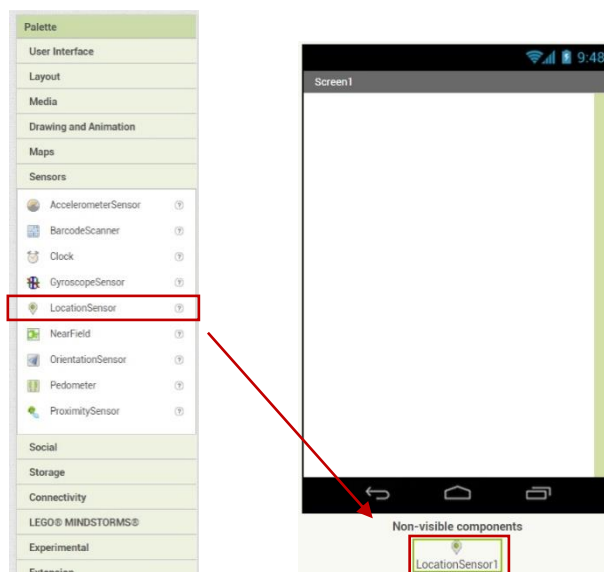 Palette
User Interface
Layout
Media
Drawing and Animation
Maps
Sensors
AccelerometerSensor
BarcodeScanner
Clock
GyroscopeSensor
LocationSensor
NearField
OrientationSensor
Pedometer
ProximitySensor
Social
Storage
Connectivity
LEGO® MINDSTORMS®
Experimental
Extension
9:48
Screen1
Non-visible components
LocationSensor1